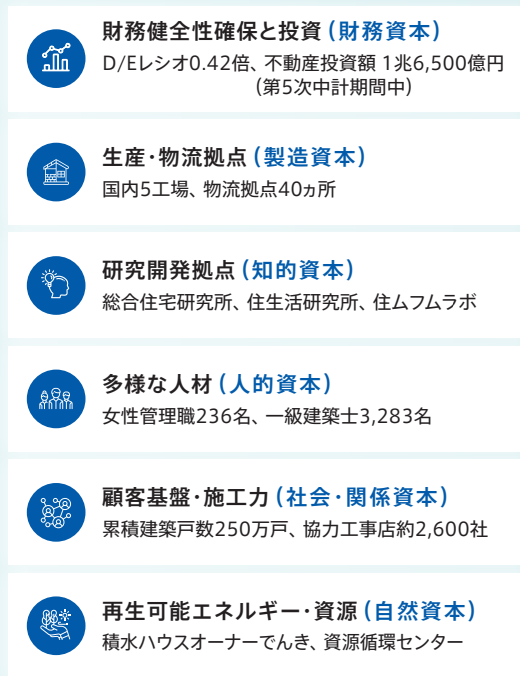 財務健全性確保と投資（財務資本）
D/Eレシオ0.42倍、不動産投資額 1兆6,500億円
（第5次中計期間中）
生産・物流拠点（製造資本）
国内5工場、物流拠点40ヵ所
研究開発拠点（知的資本）
総合住宅研究所、住生活研究所、住ムフムラボ
多様な人材（人的資本）
女性管理職236名、一級建築士3,283名
顧客基盤・施工力（社会・関係資本）
累積建築戸数250万戸、協力工事店約2,600社
再生可能エネルギー・資源（自然資本）
積水ハウスオーナーでんき、資源循環センター